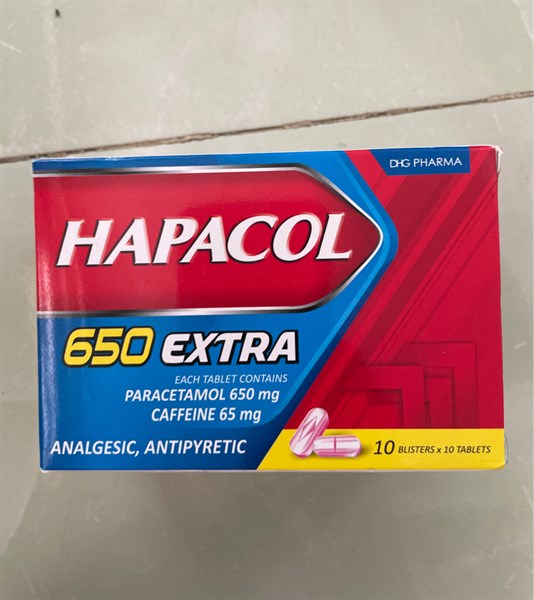 DHG PHARMA
HAPACOL
650 EXTRA
EACH TABLET CONTAINS
PARACETAMOL 650 mg
CAFFEINE 65 mg
ANALGESIC, ANTIPYRETIC
10 BLISTERS x 10 TABLETS